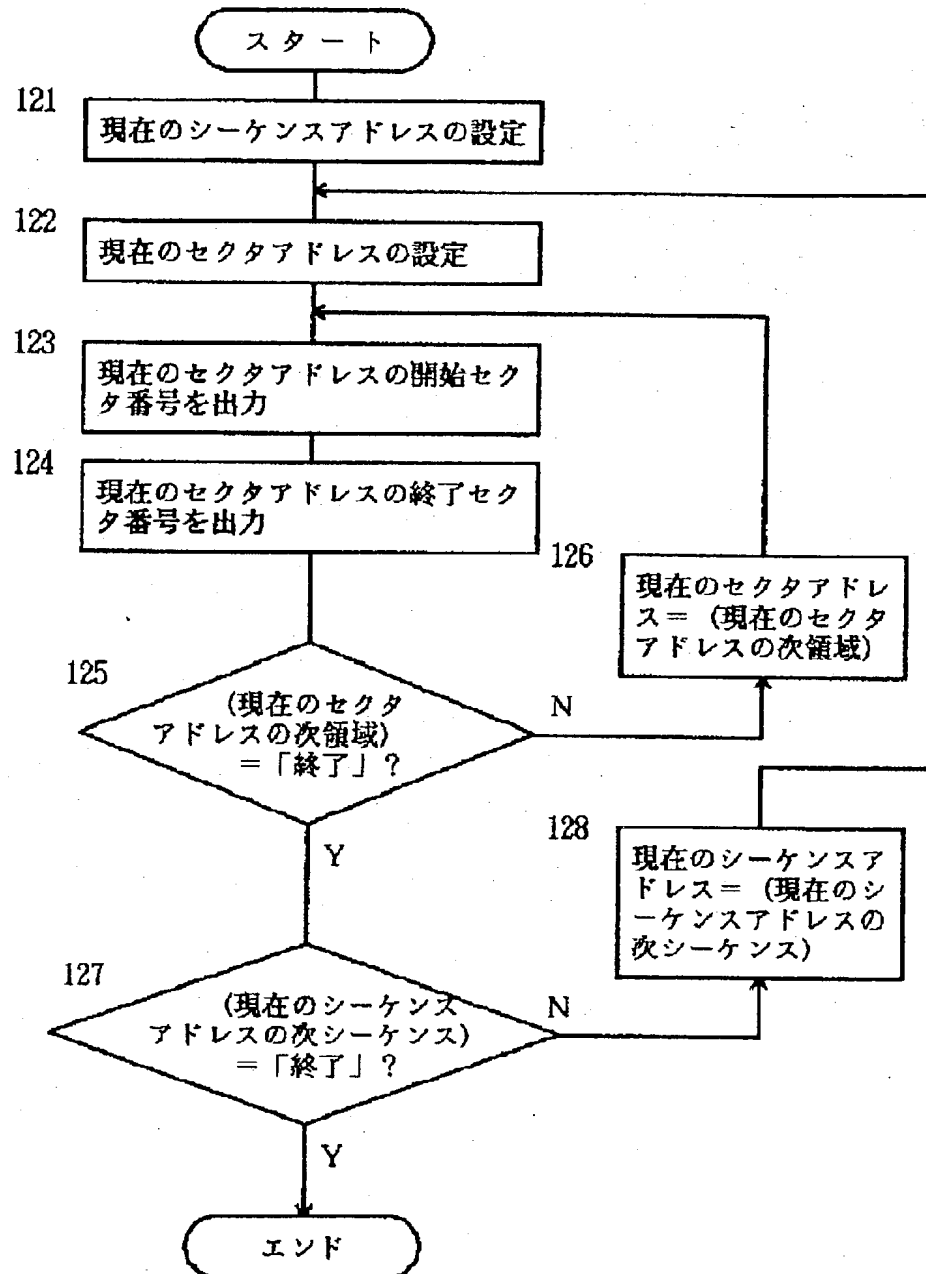 スタート
121
現在のシーケンスアドレスの設定
122
現在のセクタアドレスの設定
123
現在のセクタアドレスの開始セク
タ番号を出力
124
現在のセクタアドレスの終了セク
タ番号を出力
126
現在のセクタアドレ
ス=(現在のセクタ
アドレスの次領域)
125
(現在のセクタ
アドレスの次領域)
=「終了」?
N
Y
128
現在のシーケンスア
ドレス=(現在のシ
ーケンスアドレスの
次シーケンス)
127
(現在のシーケンス
アドレスの次シーケンス)
=「終了」?
N
Y
エンド